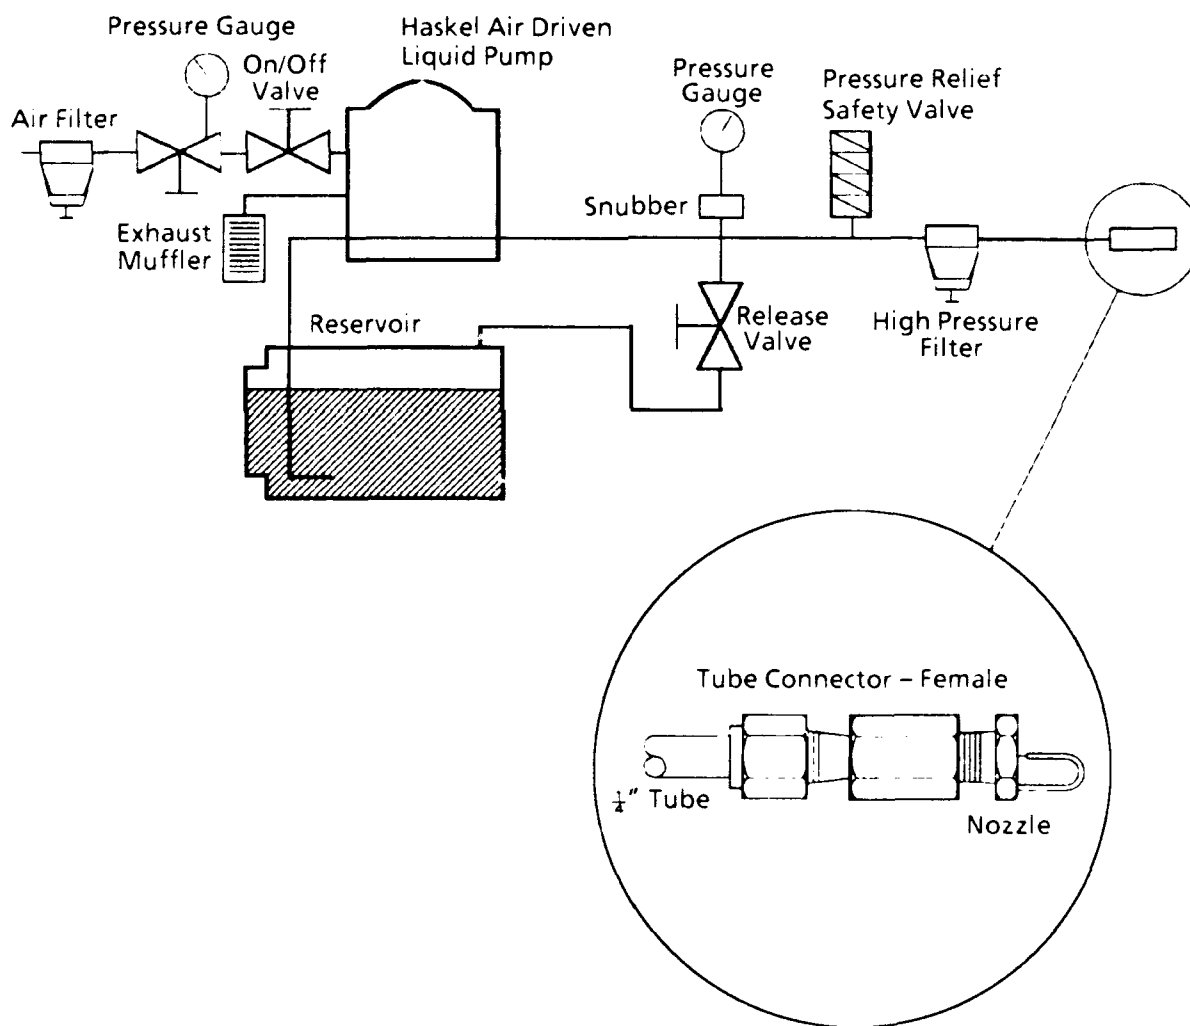 Pressure Gauge
Haskel Air Driven
Liquid Pump
On/Off
Valve
Air Filter
Exhaust
Muffler
Pressure
Gauge
Pressure Relief
Safety Valve
Snubber
Reservoir
Release
Valve
High Pressure
Filter
Tube Connector – Female
¼" Tube
Nozzle